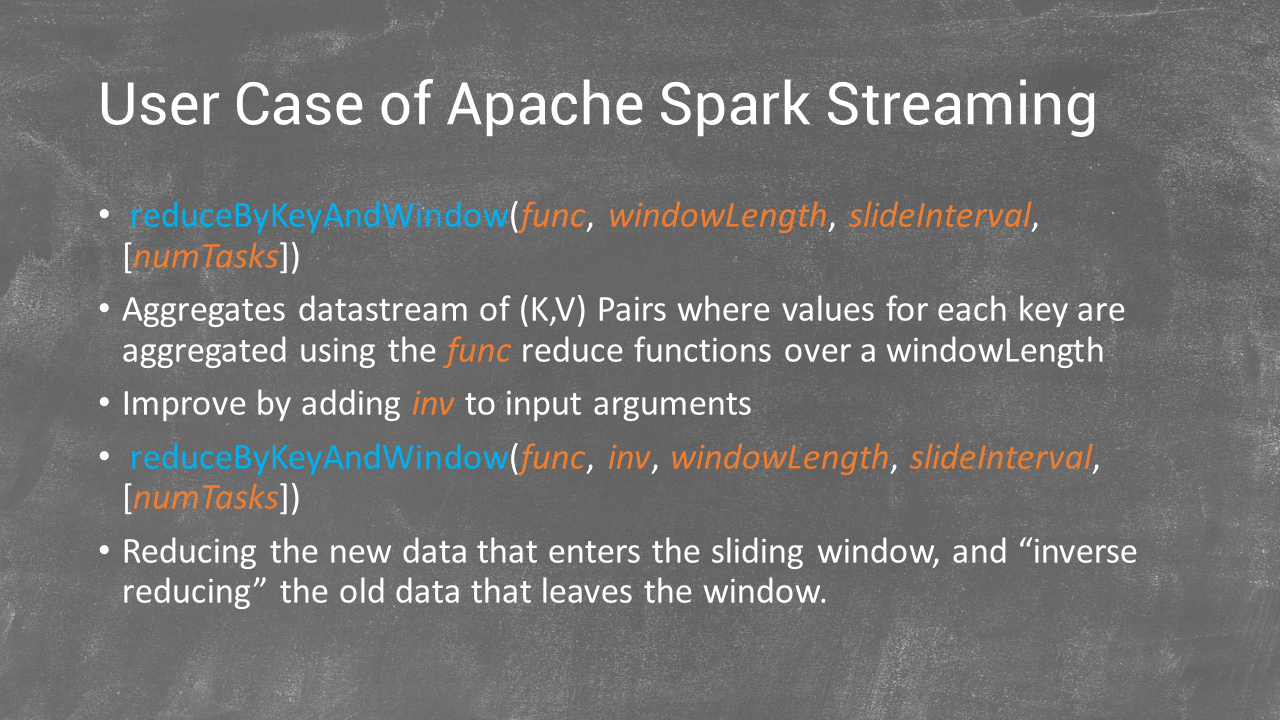 User Case of Apache Spark Streaming
• reduceByKeyAndWindow(func, windowLength, slideInterval,
[numTasks])
• Aggregates datastream of (K,V) Pairs where values for each key are
aggregated using the func reduce functions over a windowLength
• Improve by adding inv to input arguments
• reduceByKeyAndWindow(func, inv, windowLength, slideInterval,
[numTasks])
• Reducing the new data that enters the sliding window, and “inverse
reducing” the old data that leaves the window.